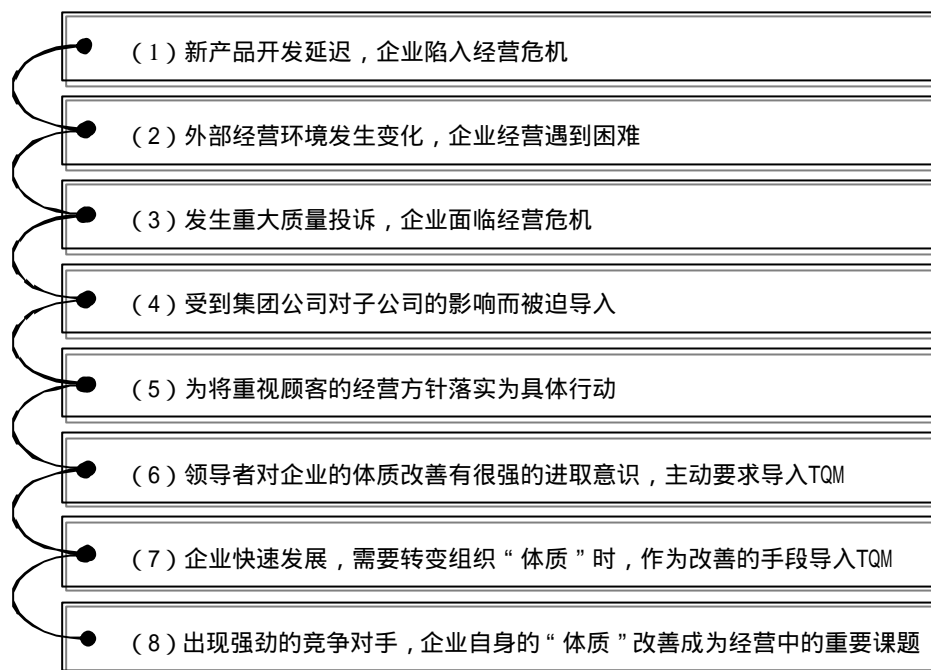 (1)新产品开发延迟,企业陷入经营危机
(2)外部经营环境发生变化,企业经营遇到困难
(3)发生重大质量投诉,企业面临经营危机
(4)受到集团公司对子公司的影响而被迫导入
(5)为将重视顾客的经营方针落实为具体行动
(6)领导者对企业的体质改善有很强的进取意识,主动要求导入TQM
(7)企业快速发展,需要转变组织“体质”时,作为改善的手段导入TQM
(8)出现强劲的竞争对手,企业自身的“体质”改善成为经营中的重要课题